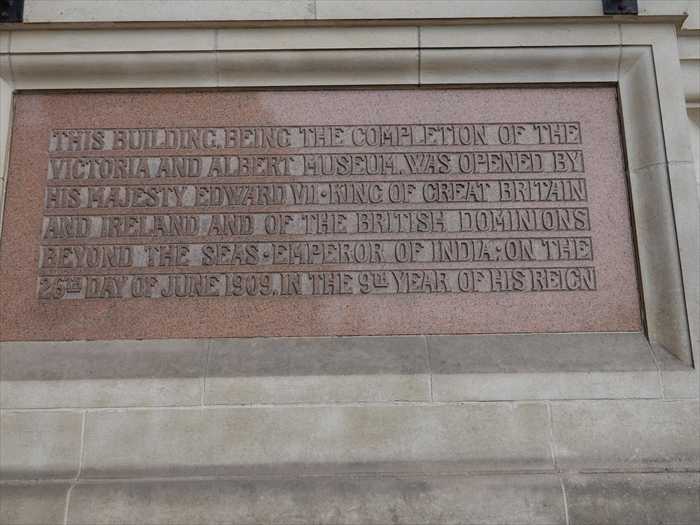 THIS BUILDING, BEING THE COMPLETION OF THE
VICTORIA AND ALBERT MUSEUM, WAS OPENED BY
HIS MAJESTY EDWARD VII · KING OF GREAT BRITAIN
AND IRELAND AND OF THE BRITISH DOMINIONS
BEYOND THE SEAS · EMPEROR OF INDIA : ON THE
26TH DAY OF JUNE 1909, IN THE 9TH YEAR OF HIS REIGN